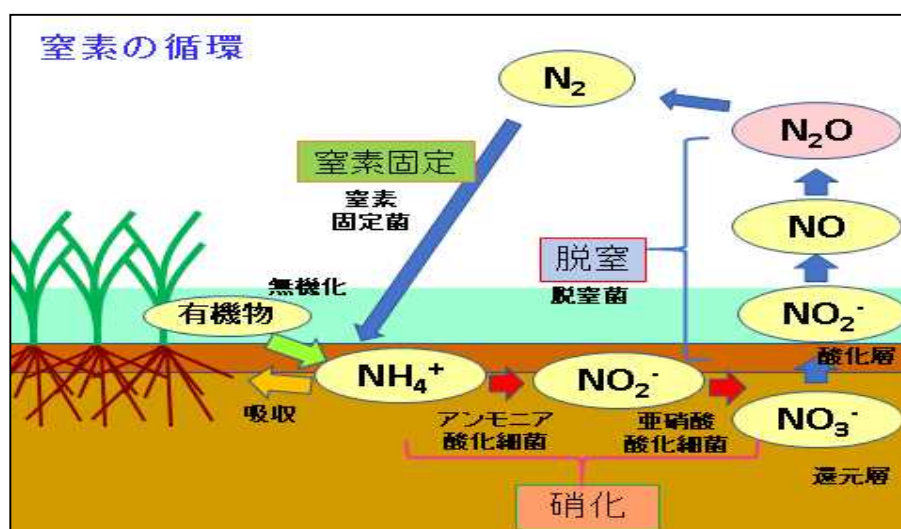 窒素の循環
N₂
N₂O
窒素固定
窒素
固定菌
NO
脱窒
脱窒菌
無機化
有機物
NO₂⁻
酸化層
NH₄⁺
NO₂⁻
NO₃⁻
吸収
アンモニア
酸化細菌
亜硝酸
酸化細菌
還元層
硝化